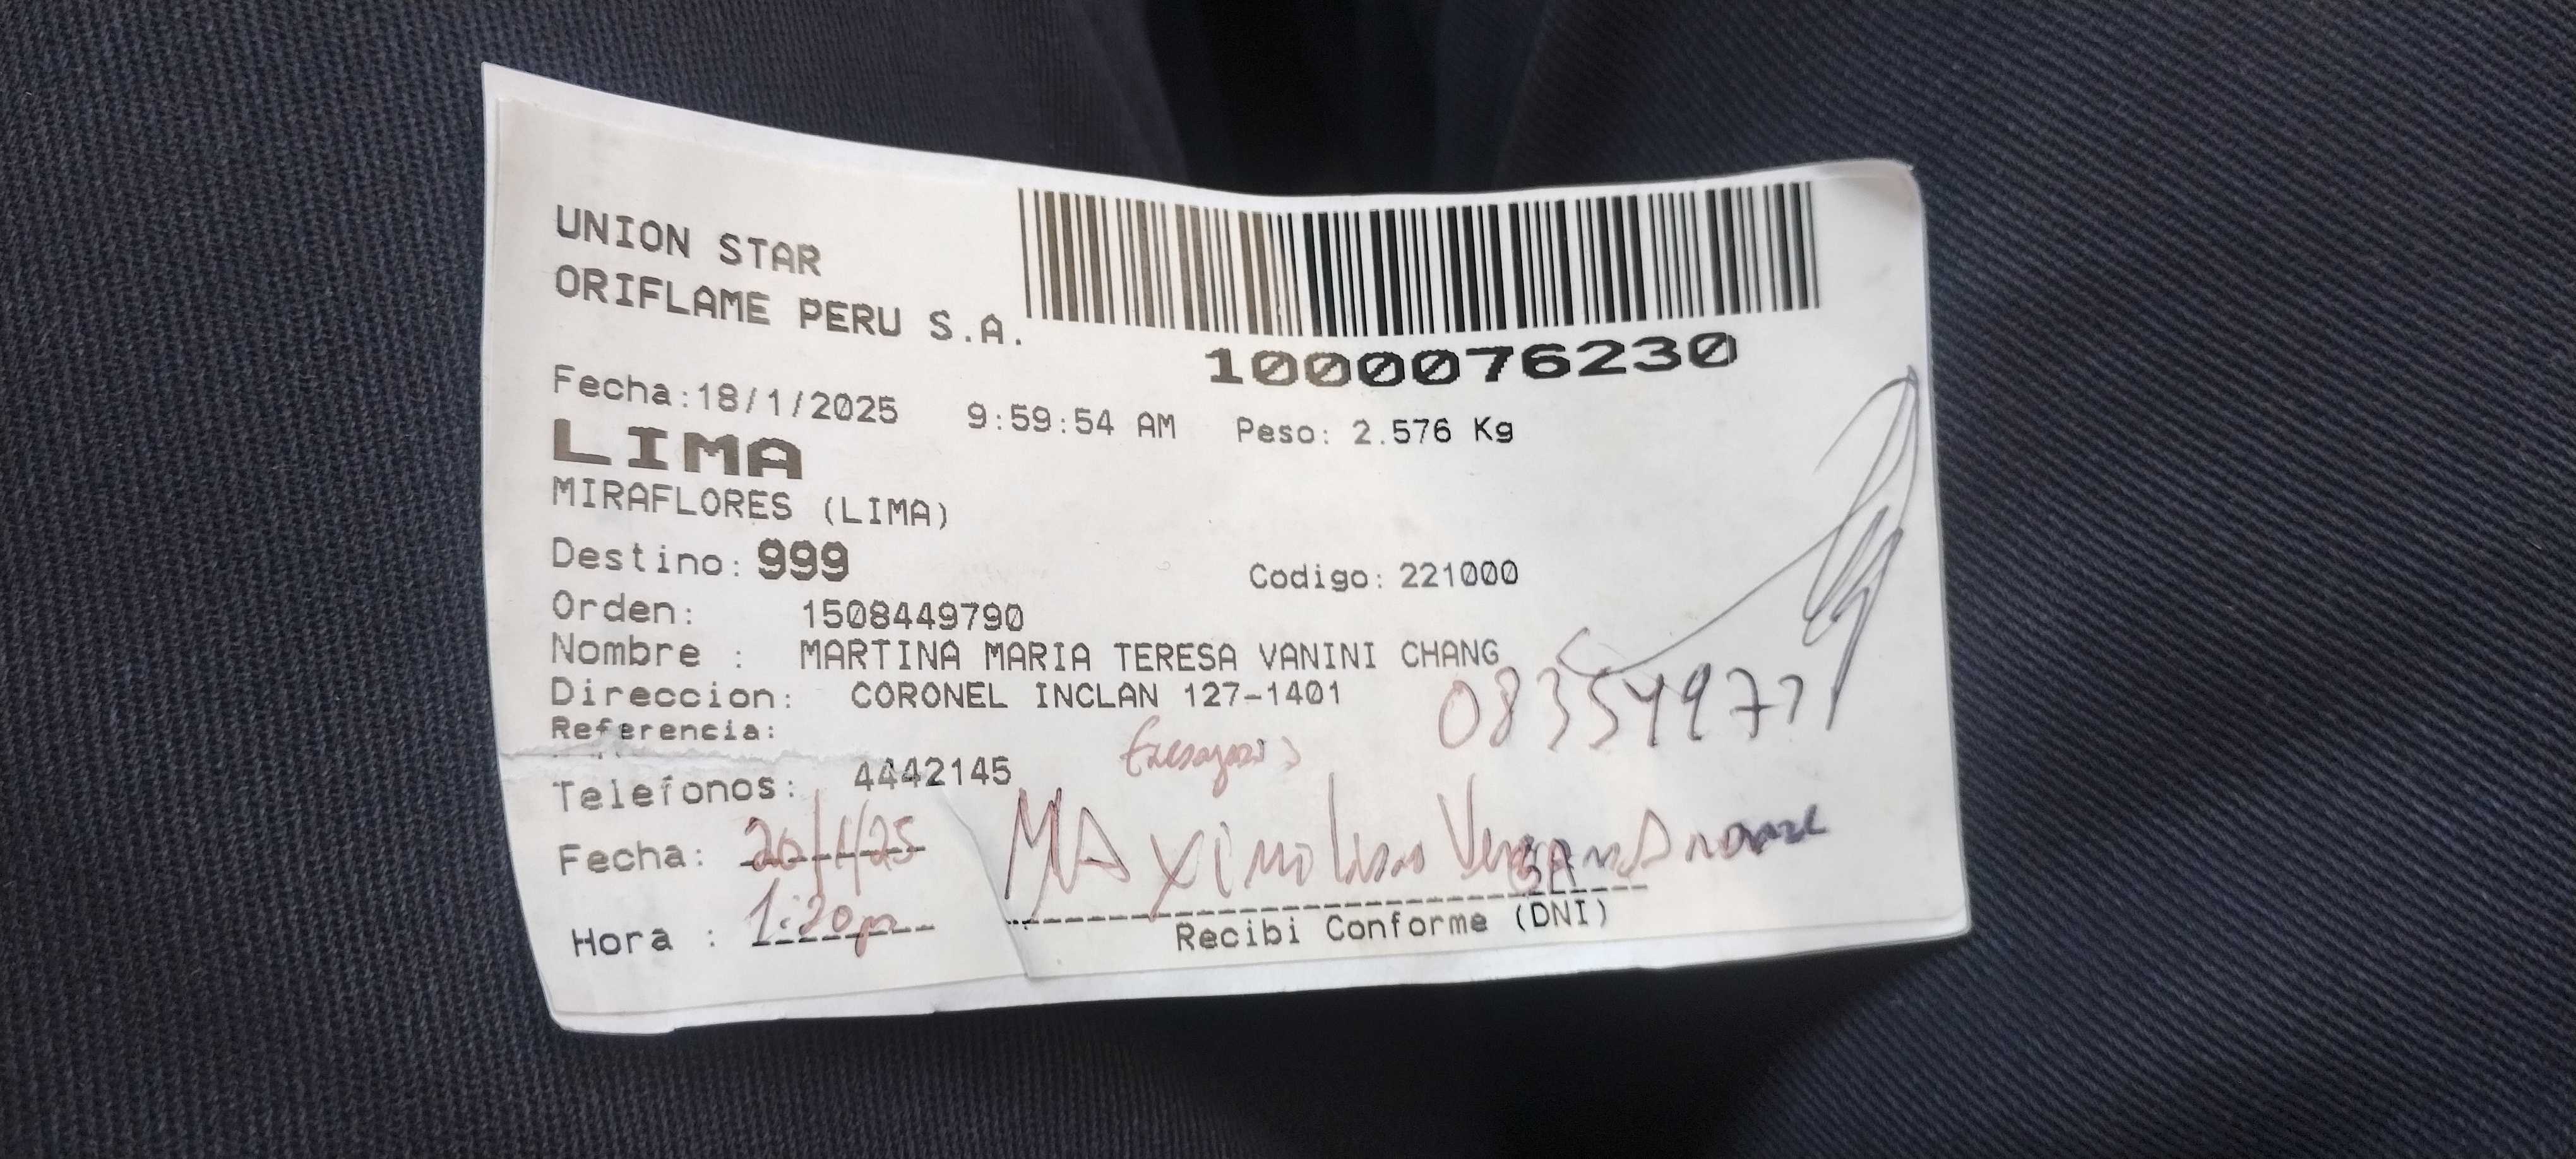 UNION STAR
ORIFLAME PERU S.A.
1000076230
Fecha:18/1/2025 9:59:54 AM Peso: 2.576 Kg
LIMA
MIRAFLORES (LIMA)
Destino: 999 Codigo: 221000
Orden: 1508449790
Nombre : MARTINA MARIA TERESA VANINI CHANG
Direccion: CORONEL INCLAN 127-1401
08354977
Referencia:
Telefonos: 4442145
Fecha: 20/1/25
Hora : 1:20pm
Recibi Conforme (DNI)